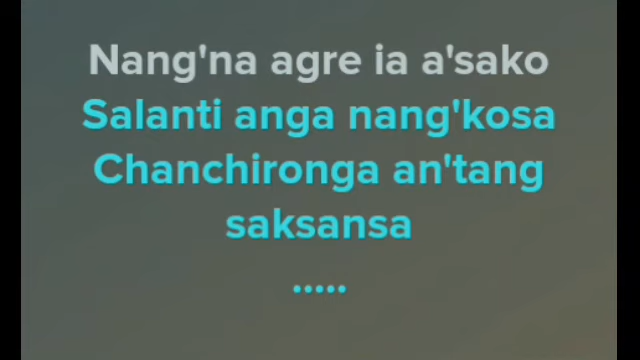 Nang'na agre ia a'sako
Salanti anga nang'kosa
Chanchironga an'tang
saksansa
.....